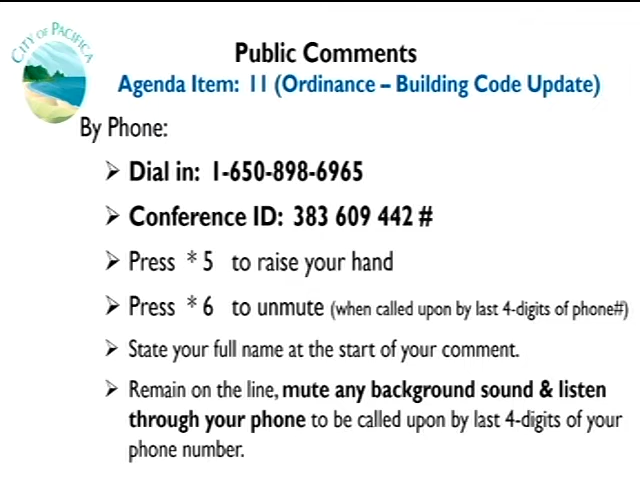 CITY OF PACIFICA
Public Comments
Agenda Item: 11 (Ordinance – Building Code Update)
By Phone:
➢ Dial in: 1-650-898-6965
➢ Conference ID: 383 609 442 #
➢ Press * 5 to raise your hand
➢ Press * 6 to unmute (when called upon by last 4-digits of phone#)
➢ State your full name at the start of your comment.
➢ Remain on the line, mute any background sound & listen
through your phone to be called upon by last 4-digits of your
phone number.